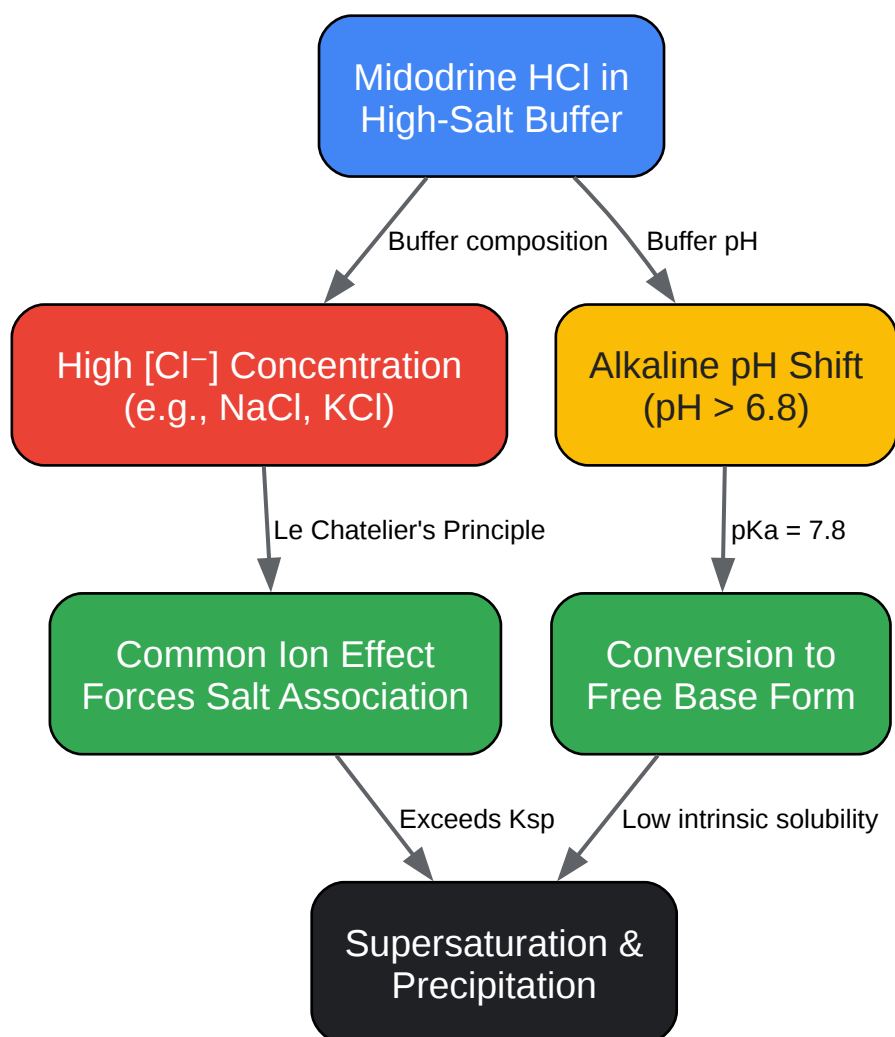 Midodrine HCl in
High-Salt Buffer
Buffer composition
Buffer pH
High [Cl⁻] Concentration
(e.g., NaCl, KCl)
Alkaline pH Shift
(pH > 6.8)
Le Chatelier's Principle
pKa = 7.8
Common Ion Effect
Forces Salt Association
Conversion to
Free Base Form
Exceeds Ksp
Low intrinsic solubility
Supersaturation &
Precipitation